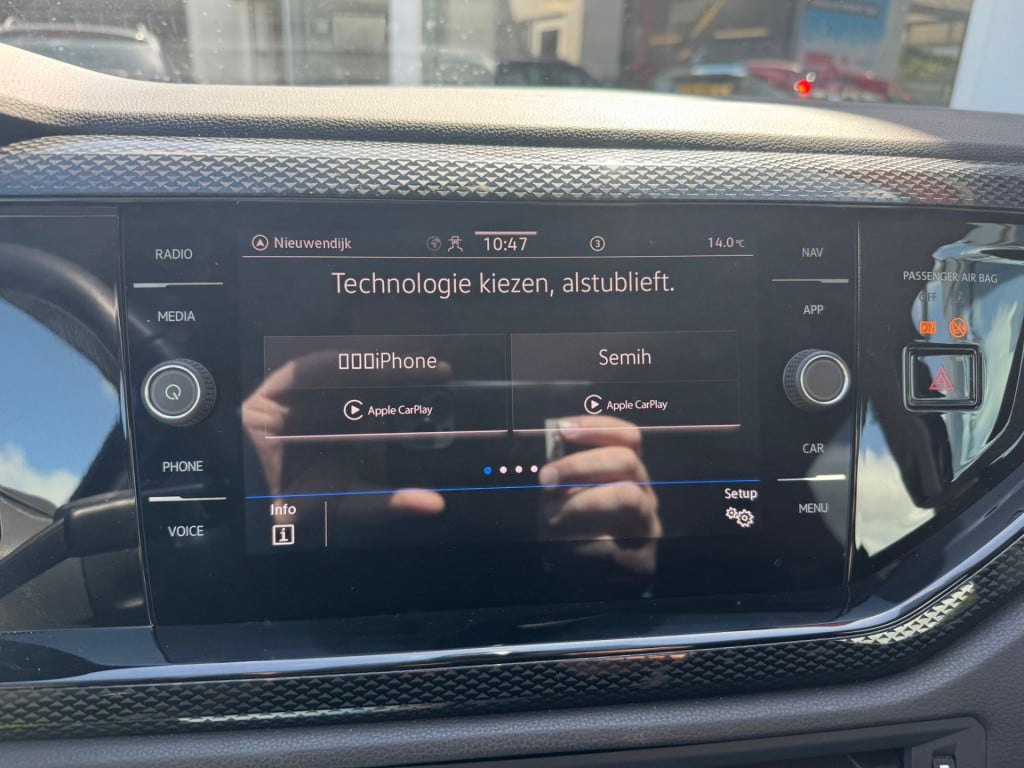 Nieuwendijk
10:47
3
14.0 °C
RADIO
MEDIA
PHONE
VOICE
Technologie kiezen, alstublieft.
▯▯▯iPhone
Apple CarPlay
Semih
Apple CarPlay
Info
Setup
NAV
APP
CAR
MENU
PASSENGER AIR BAG
OFF
ON